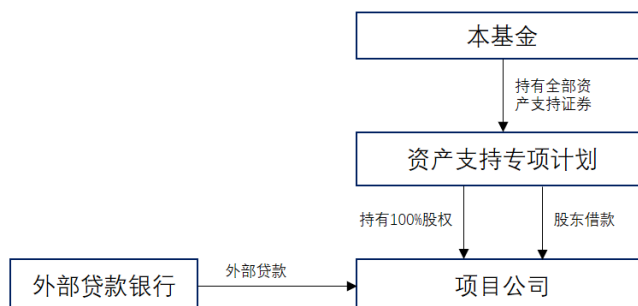 本基金
持有全部资
产支持证券
资产支持专项计划
持有100%股权
股东借款
外部贷款银行
外部贷款
项目公司